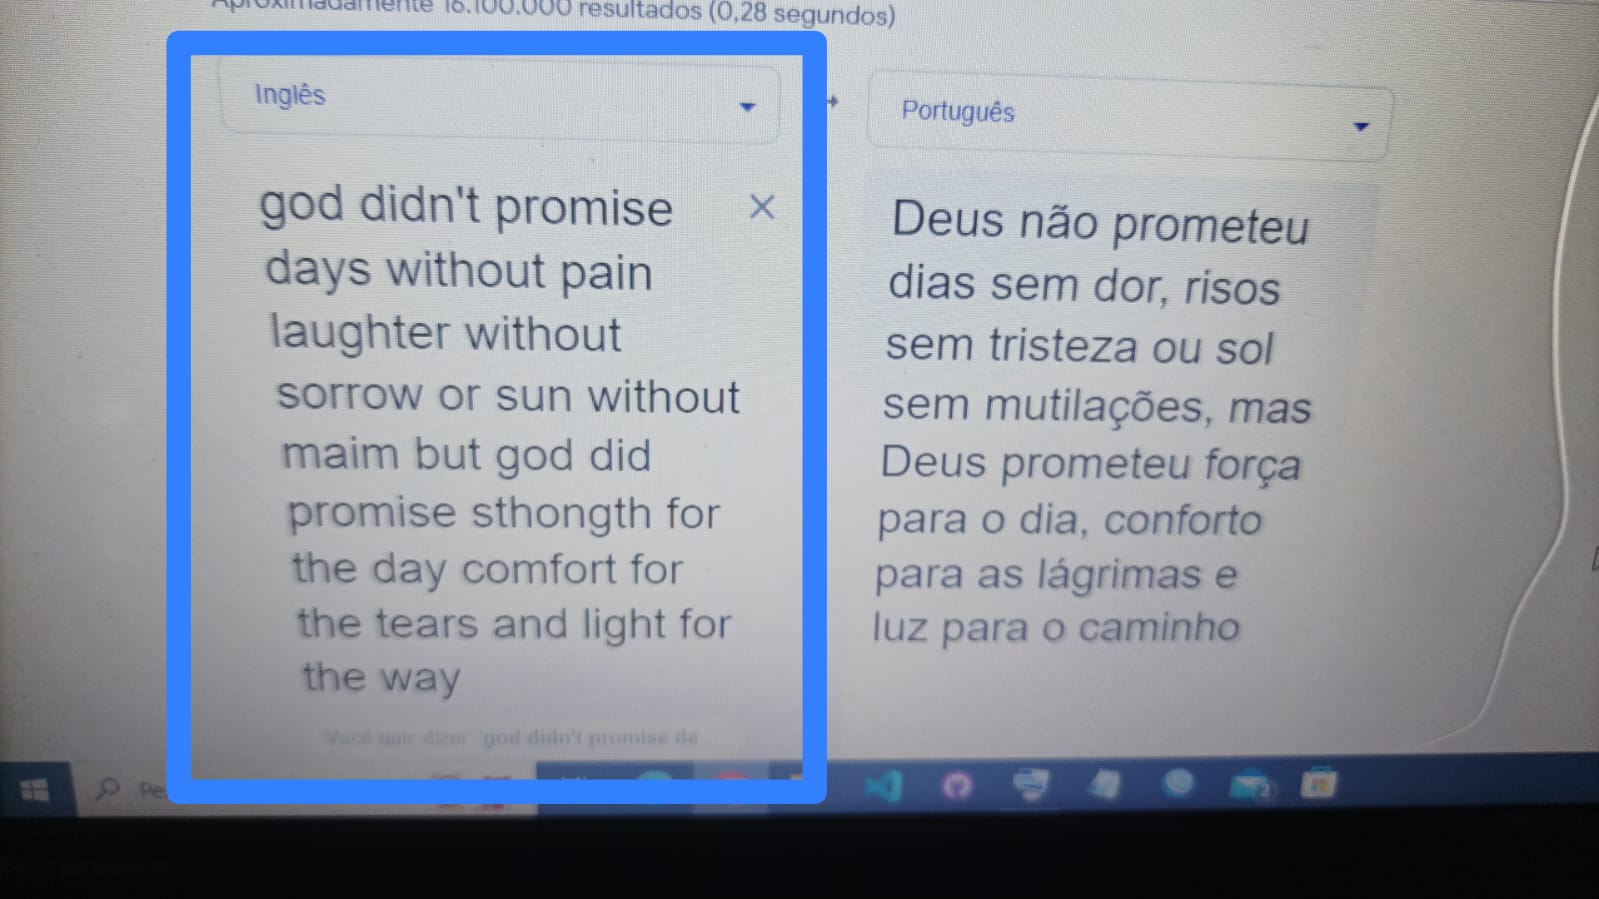 Aproximadamente 16.100.000 resultados (0,28 segundos)
Inglês
god didn't promise
days without pain
laughter without
sorrow or sun without
maim but god did
promise sthongth for
the day comfort for
the tears and light for
the way
Você quis dizer god didn't promise da
Português
Deus não prometeu
dias sem dor, risos
sem tristeza ou sol
sem mutilações, mas
Deus prometeu força
para o dia, conforto
para as lágrimas e
luz para o caminho
2